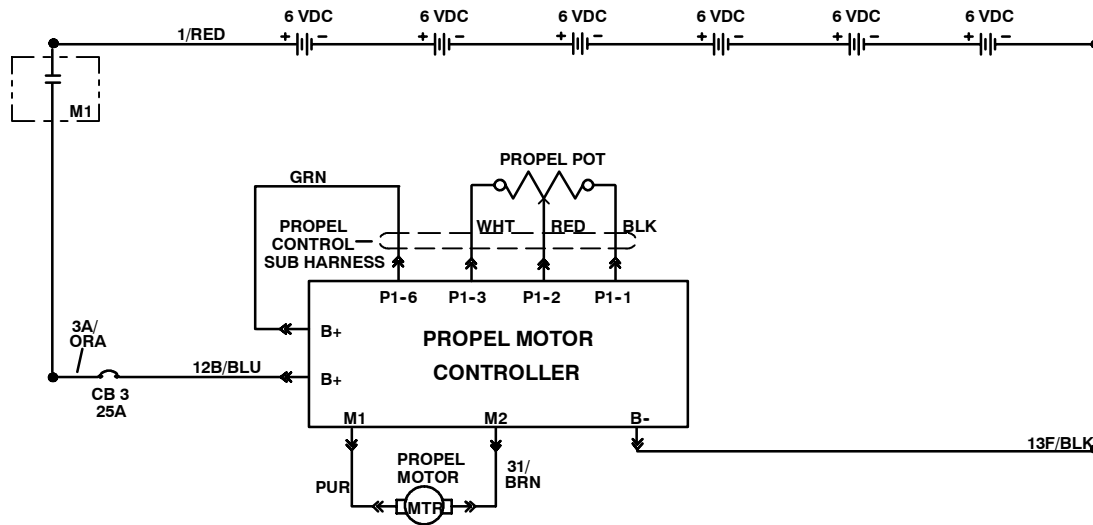 6 VDC 6 VDC 6 VDC 6 VDC 6 VDC 6 VDC
1/RED + - + - + - + - + - + -
M1
PROPEL POT
GRN
PROPEL
CONTROL
SUB HARNESS
WHT RED BLK
P1-6 P1-3 P1-2 P1-1
3A/
ORA
B+
PROPEL MOTOR
CONTROLLER
12B/BLU
B+
CB 3
25A
M1 M2 B-
13F/BLK
PROPEL
MOTOR
PUR
31/
BRN
MTR